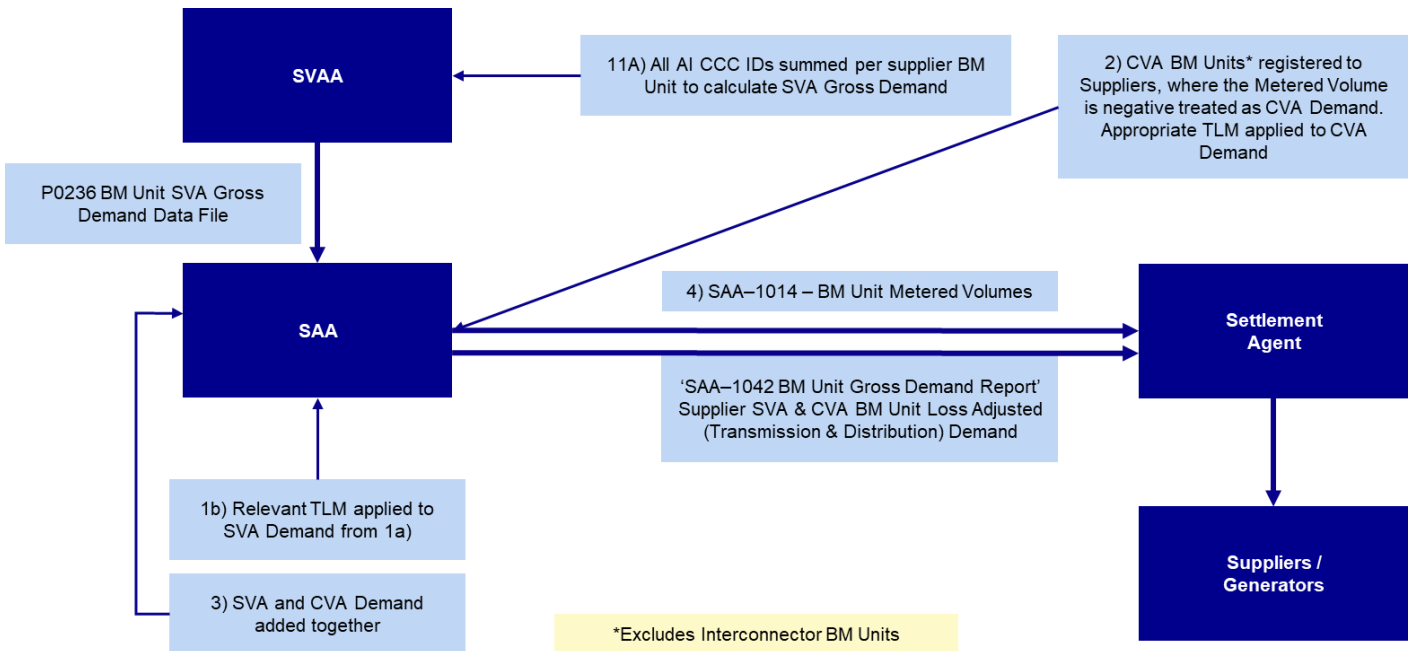 SVAA
11A) All AI CCC IDs summed per supplier BM
Unit to calculate SVA Gross Demand
2) CVA BM Units* registered to
Suppliers, where the Metered Volume
is negative treated as CVA Demand.
Appropriate TLM applied to CVA
Demand
P0236 BM Unit SVA Gross
Demand Data File
SAA
4) SAA–1014 – BM Unit Metered Volumes
Settlement
Agent
‘SAA–1042 BM Unit Gross Demand Report’
Supplier SVA & CVA BM Unit Loss Adjusted
(Transmission & Distribution) Demand
1b) Relevant TLM applied to
SVA Demand from 1a)
Suppliers /
Generators
3) SVA and CVA Demand
added together
*Excludes Interconnector BM Units